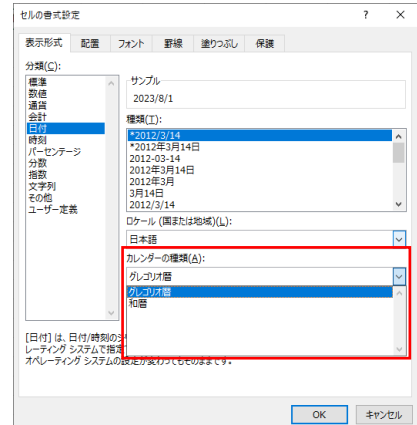 セルの書式設定
? ×
表示形式 配置 フォント 罫線 塗りつぶし 保護
分類(C):
標準
数値
通貨
会計
日付
時刻
パーセンテージ
分数
指数
文字列
その他
ユーザー定義
サンプル
2023/8/1
種類(T):
*2012/3/14
*2012年3月14日
2012-03-14
2012年3月14日
2012年3月
3月14日
2012/3/14
ロケール (国または地域)(L):
日本語
カレンダーの種類(A):
グレゴリオ暦
グレゴリオ暦
和暦
[日付] は、日付/時刻の
レーティング システムで指定
オペレーティング システムの設定が変わってもそのままです。
OK キャンセル